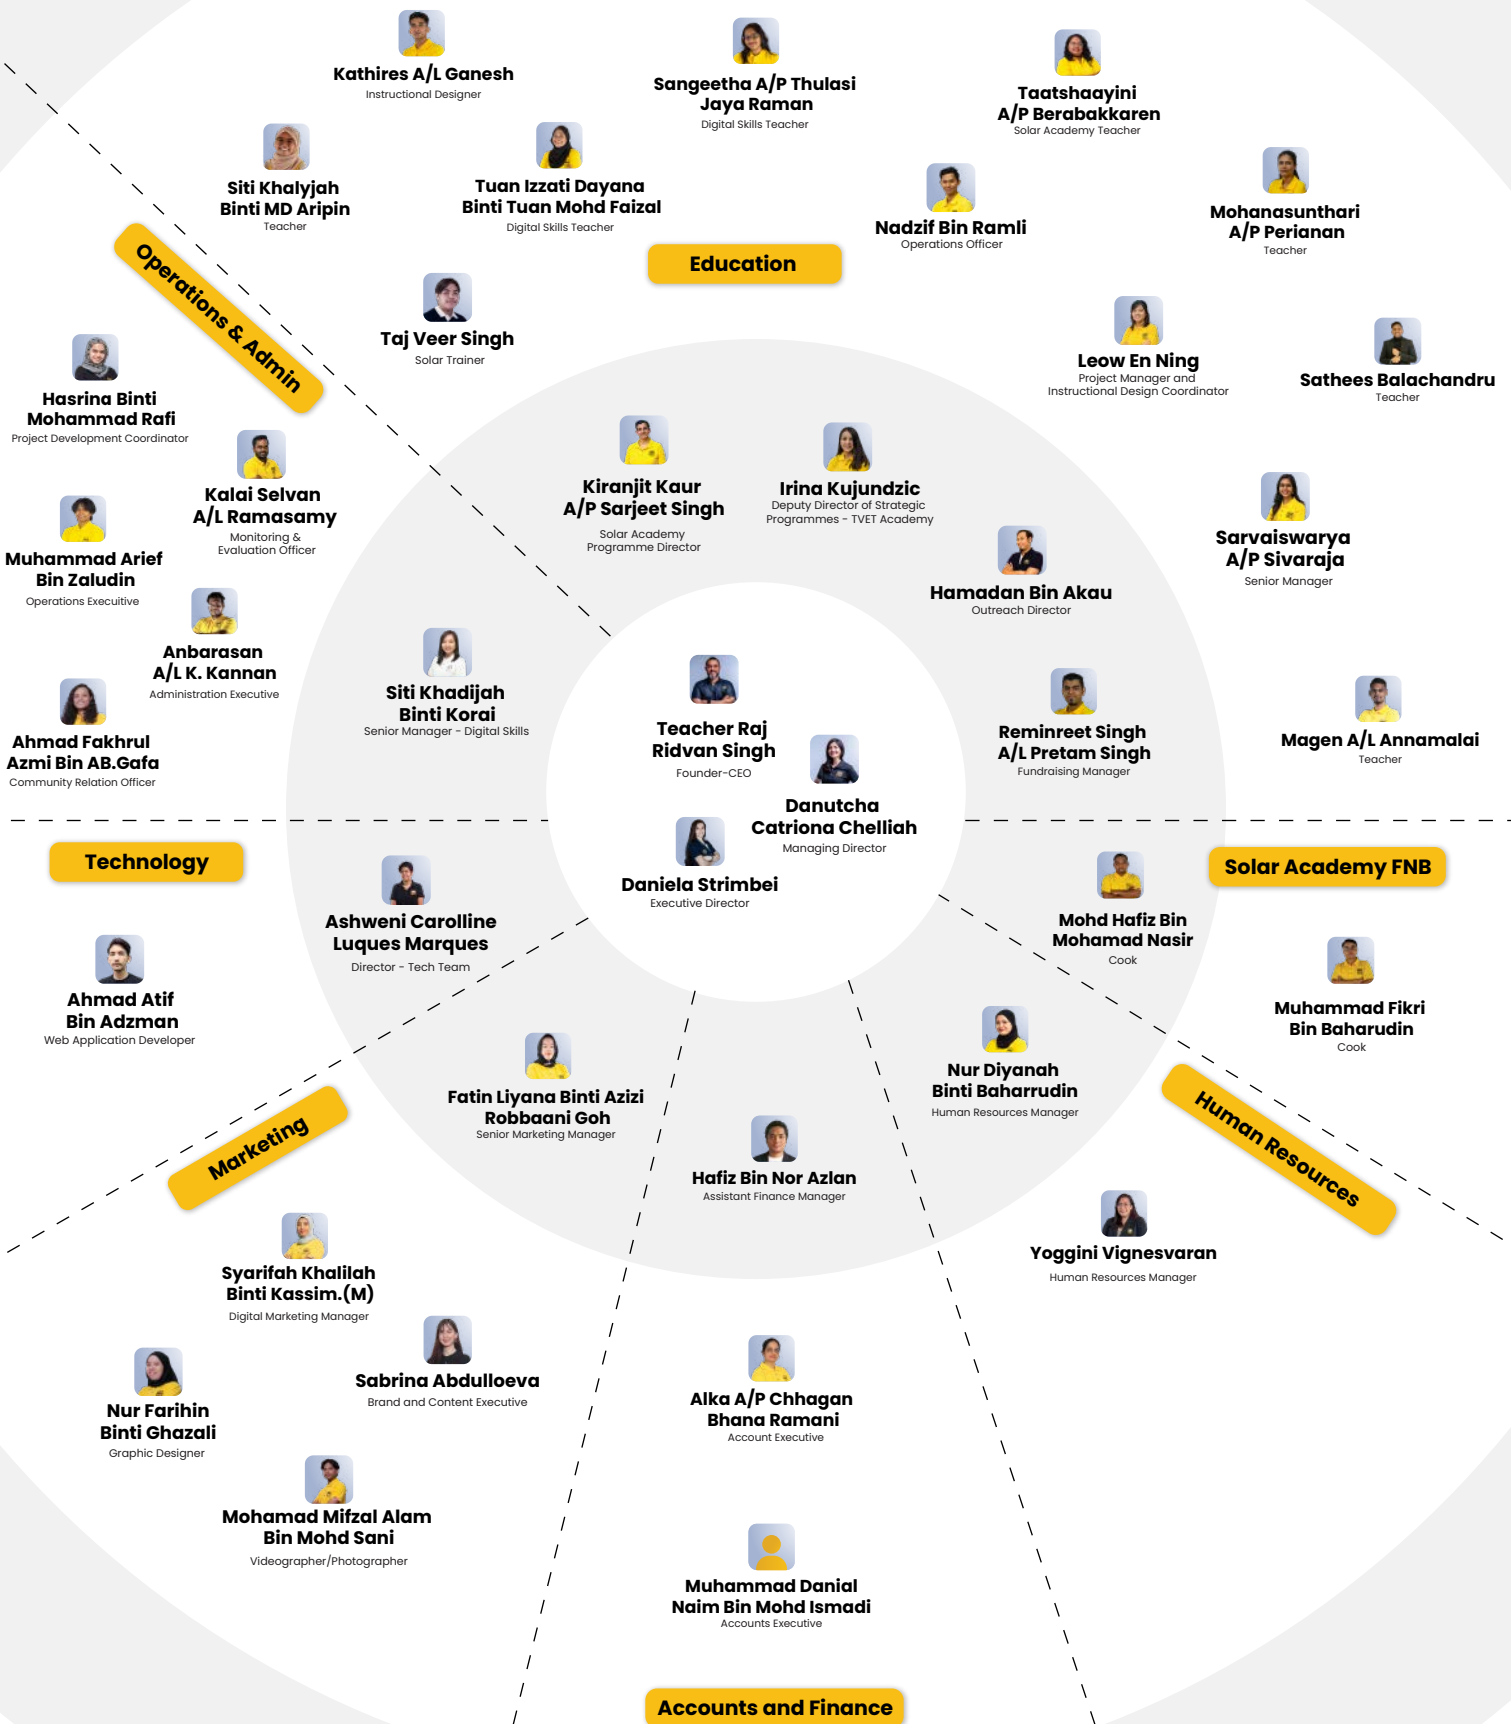 Kathires A/L Ganesh
Instructional Designer
Sangeetha A/P Thulasi
Jaya Raman
Digital Skills Teacher
Taatshaayini
A/P Berabakkaren
Solar Academy Teacher
Siti Khalyjah
Binti MD Aripin
Teacher
Tuan Izzati Dayana
Binti Tuan Mohd Faizal
Digital Skills Teacher
Nadzif Bin Ramli
Operations Officer
Mohanasunthari
A/P Perianan
Teacher
Education
Operations & Admin
Taj Veer Singh
Solar Trainer
Leow En Ning
Project Manager and
Instructional Design Coordinator
Sathees Balachandru
Teacher
Hasrina Binti
Mohammad Rafi
Project Development Coordinator
Kalai Selvan
A/L Ramasamy
Monitoring &
Evaluation Officer
Kiranjit Kaur
A/P Sarjeet Singh
Solar Academy
Programme Director
Irina Kujundzic
Deputy Director of Strategic
Programmes - TVET Academy
Sarvaiswarya
A/P Sivaraja
Senior Manager
Muhammad Arief
Bin Zaludin
Operations Execuitive
Hamadan Bin Akau
Outreach Director
Anbarasan
A/L K. Kannan
Administration Executive
Siti Khadijah
Binti Korai
Senior Manager - Digital Skills
Teacher Raj
Ridvan Singh
Founder-CEO
Reminreet Singh
A/L Pretam Singh
Fundraising Manager
Magen A/L Annamalai
Teacher
Ahmad Fakhrul
Azmi Bin AB.Gafa
Community Relation Officer
Danutcha
Catriona Chelliah
Managing Director
Daniela Strimbei
Executive Director
Technology
Solar Academy FNB
Ashweni Carolline
Luques Marques
Director - Tech Team
Mohd Hafiz Bin
Mohamad Nasir
Cook
Ahmad Atif
Bin Adzman
Web Application Developer
Muhammad Fikri
Bin Baharudin
Cook
Marketing
Fatin Liyana Binti Azizi
Robbaani Goh
Senior Marketing Manager
Nur Diyanah
Binti Baharrudin
Human Resources Manager
Human Resources
Hafiz Bin Nor Azlan
Assistant Finance Manager
Yoggini Vignesvaran
Human Resources Manager
Syarifah Khalilah
Binti Kassim.(M)
Digital Marketing Manager
Sabrina Abdulloeva
Brand and Content Executive
Nur Farihin
Binti Ghazali
Graphic Designer
Alka A/P Chhagan
Bhana Ramani
Account Executive
Mohamad Mifzal Alam
Bin Mohd Sani
Videographer/Photographer
Muhammad Danial
Naim Bin Mohd Ismadi
Accounts Executive
Accounts and Finance